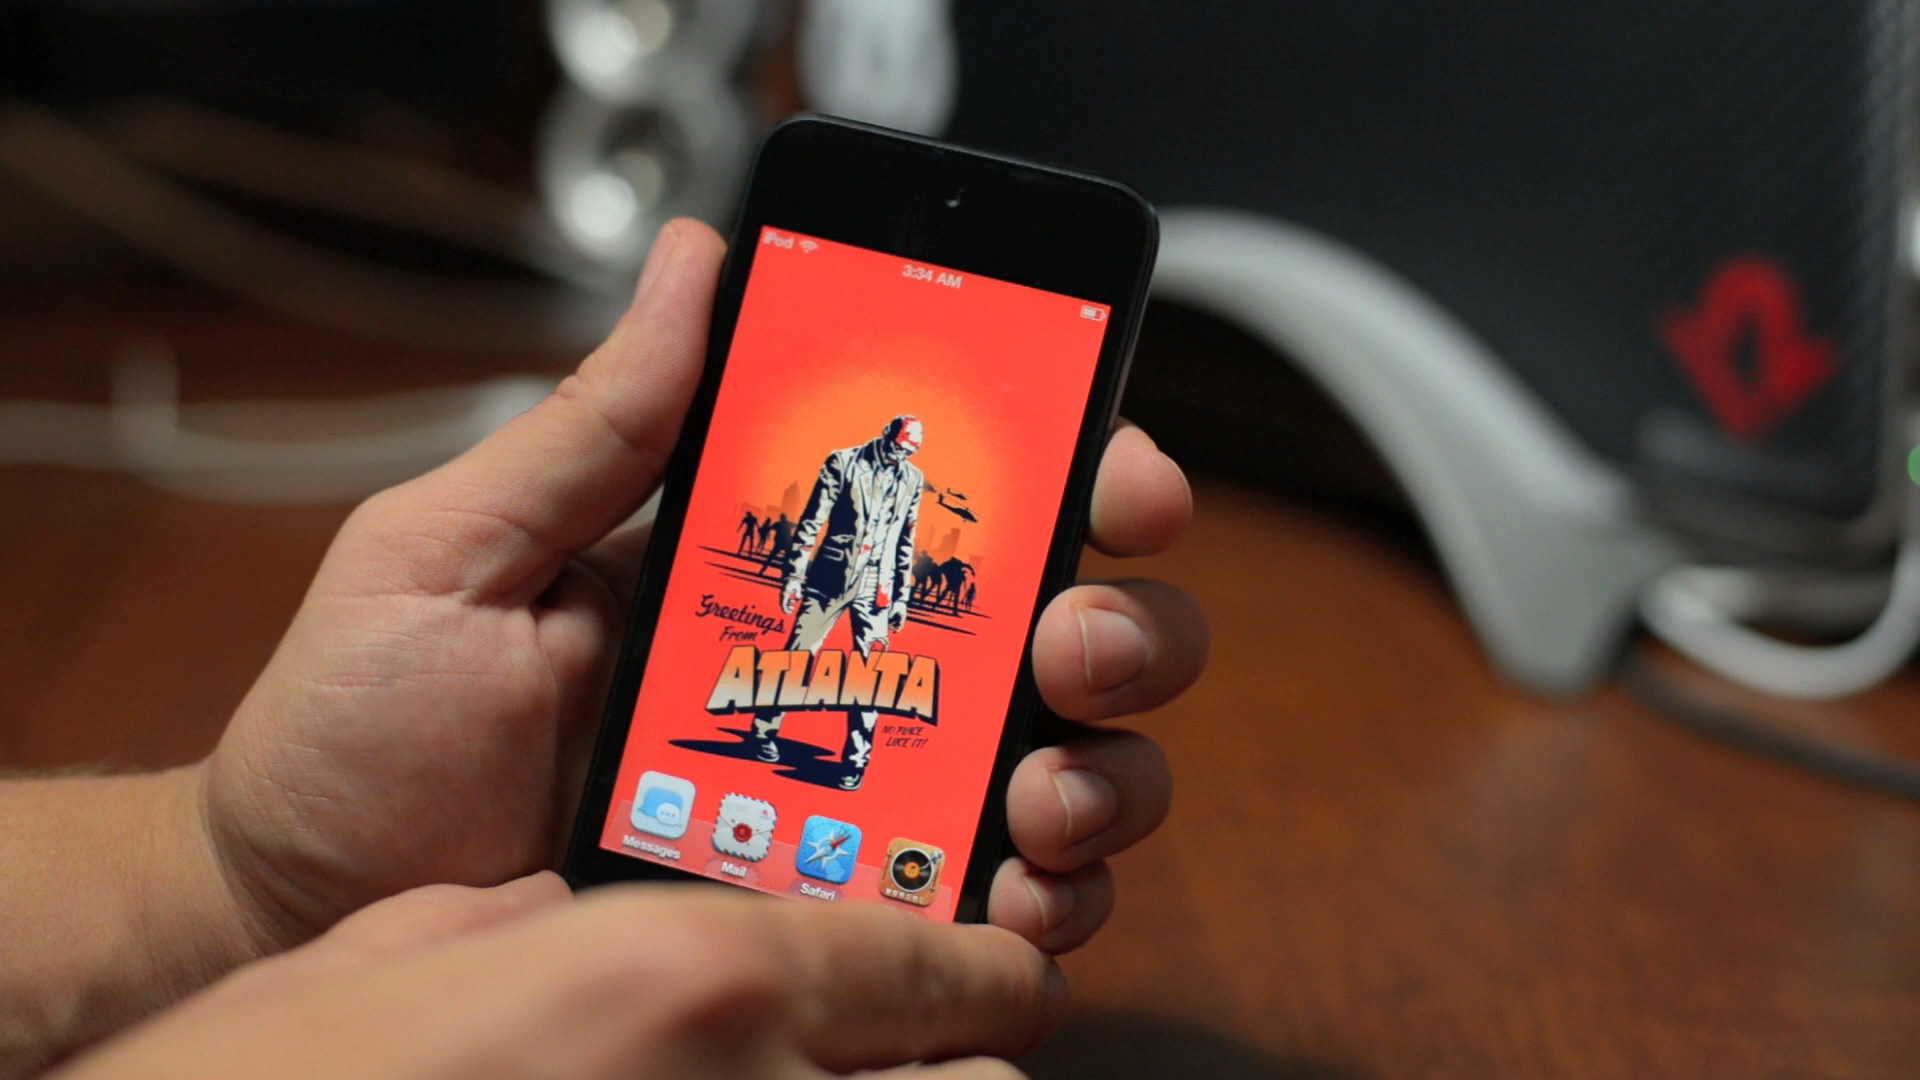 iPod
3:34 AM
Greetings
From
ATLANTA
NO PLACE
LIKE IT!
Messages
Mail
Safari